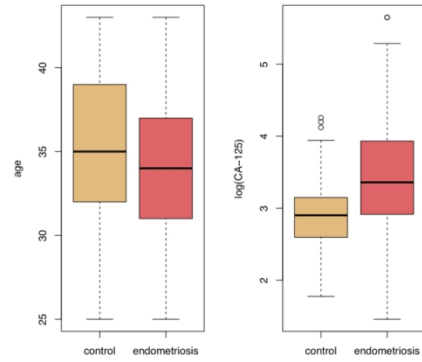 age
40
35
30
25
control endometriosis
log(CA−125)
5
4
3
2
control endometriosis